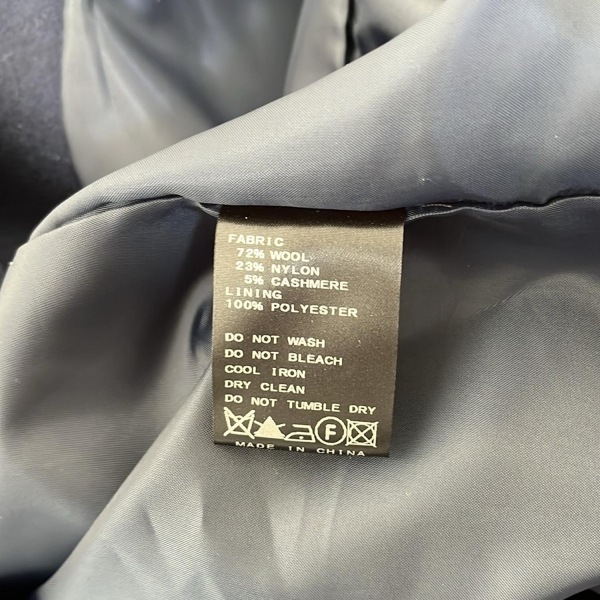 FABRIC
72% WOOL
23% NYLON
5% CASHMERE
LINING
100% POLYESTER
DO NOT WASH
DO NOT BLEACH
COOL IRON
DRY CLEAN
DO NOT TUMBLE DRY
F
MADE IN CHINA